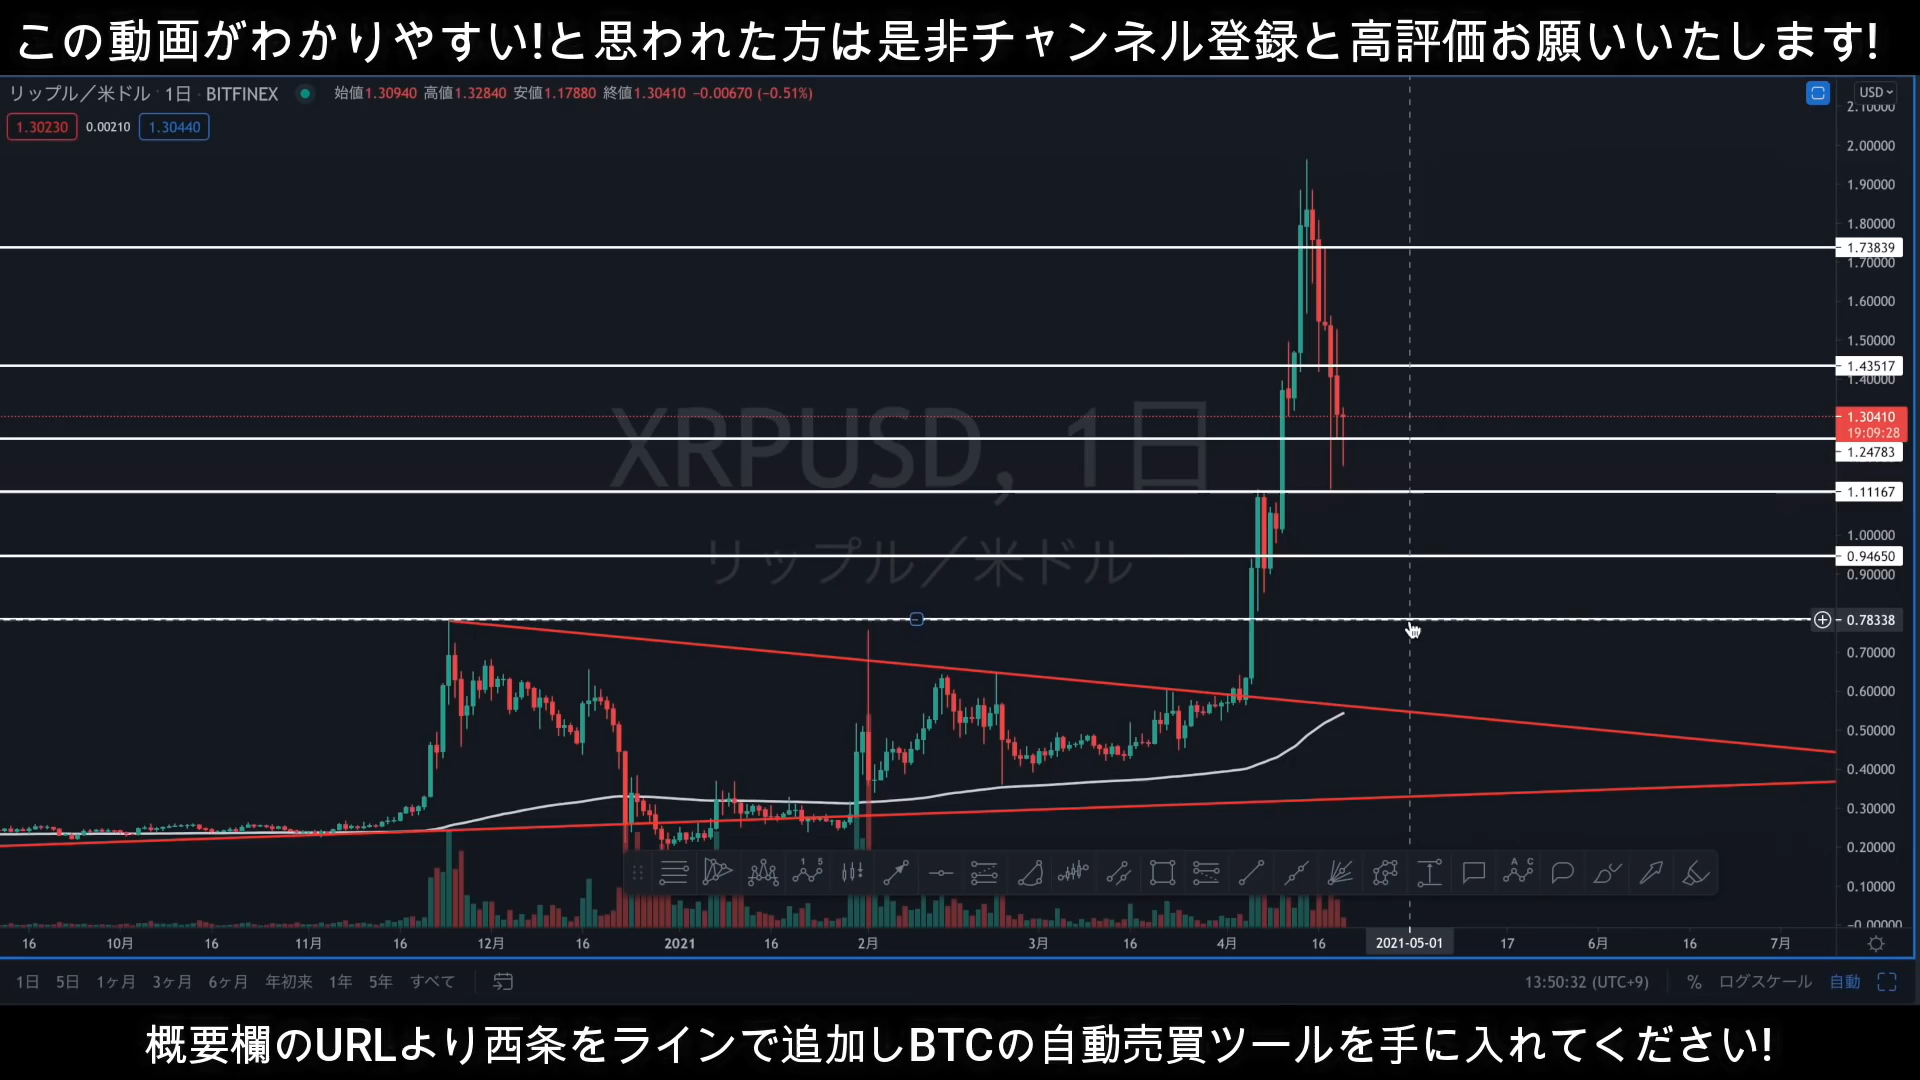 この動画がわかりやすい!と思われた方は是非チャンネル登録と高評価お願いいたします!
リップル／米ドル · 1日 · BITFINEX 始値1.30940 高値1.32840 安値1.17880 終値1.30410 −0.00670 (−0.51%)
USD
1.30230 0.00210 1.30440
2.10000
2.00000
1.90000
1.80000
1.73839
1.70000
1.60000
1.50000
1.43517
1.40000
1.30410
19:09:28
1.24783
1.11167
1.00000
0.94650
0.90000
0.78338
0.70000
0.60000
0.50000
0.40000
0.30000
0.20000
0.10000
−0.00000
XRPUSD, 1日
リップル／米ドル
16 10月 16 11月 16 12月 16 2021 16 2月 3月 16 4月 16 2021-05-01 17 6月 16 7月
1日 5日 1ヶ月 3ヶ月 6ヶ月 年初来 1年 5年 すべて 13:50:32 (UTC+9) % ログスケール 自動
概要欄のURLより西条をラインで追加しBTCの自動売買ツールを手に入れてください!